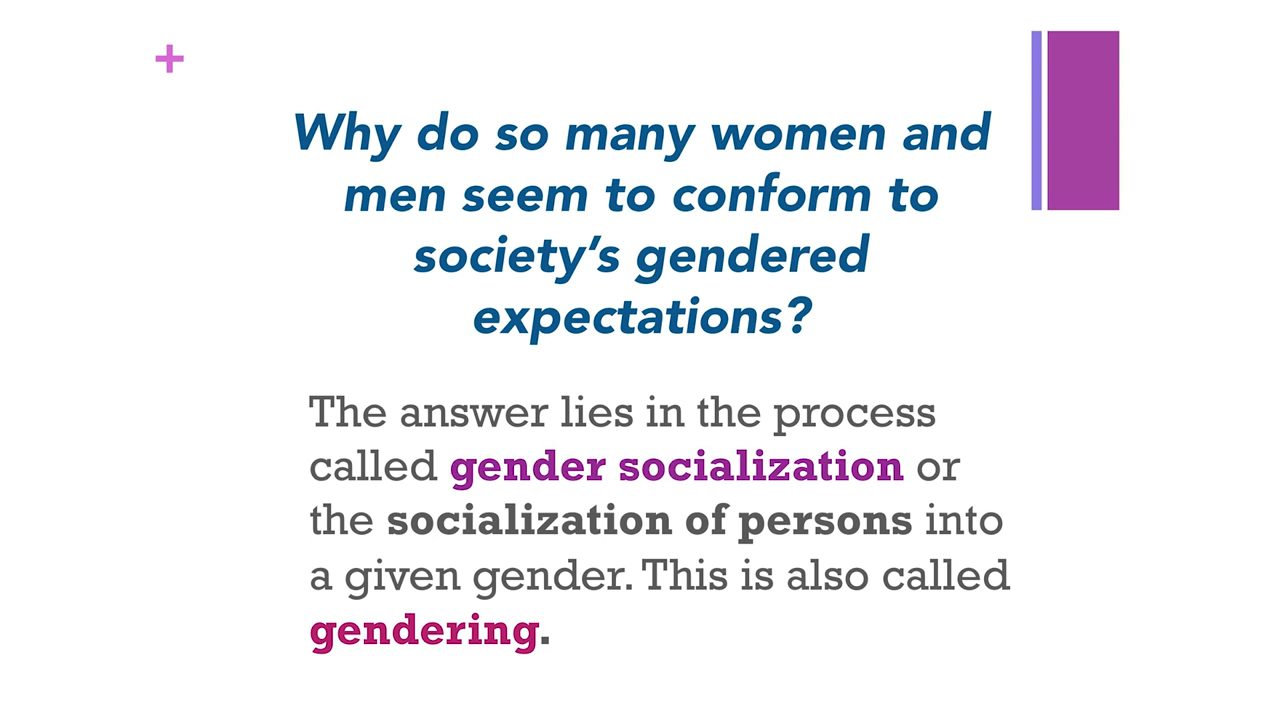 Why do so many women and
men seem to conform to
society’s gendered
expectations?
The answer lies in the process
called gender socialization or
the socialization of persons into
a given gender. This is also called
gendering.